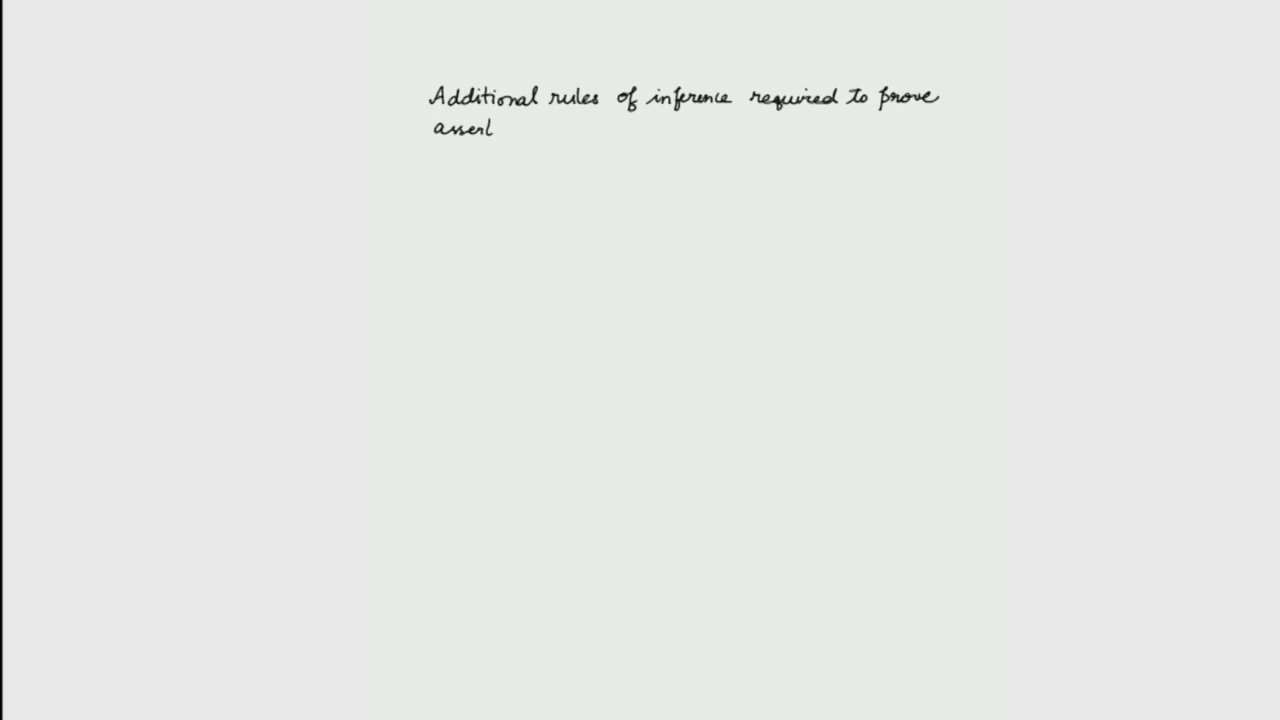 Additional rules of inference required to prove
assert